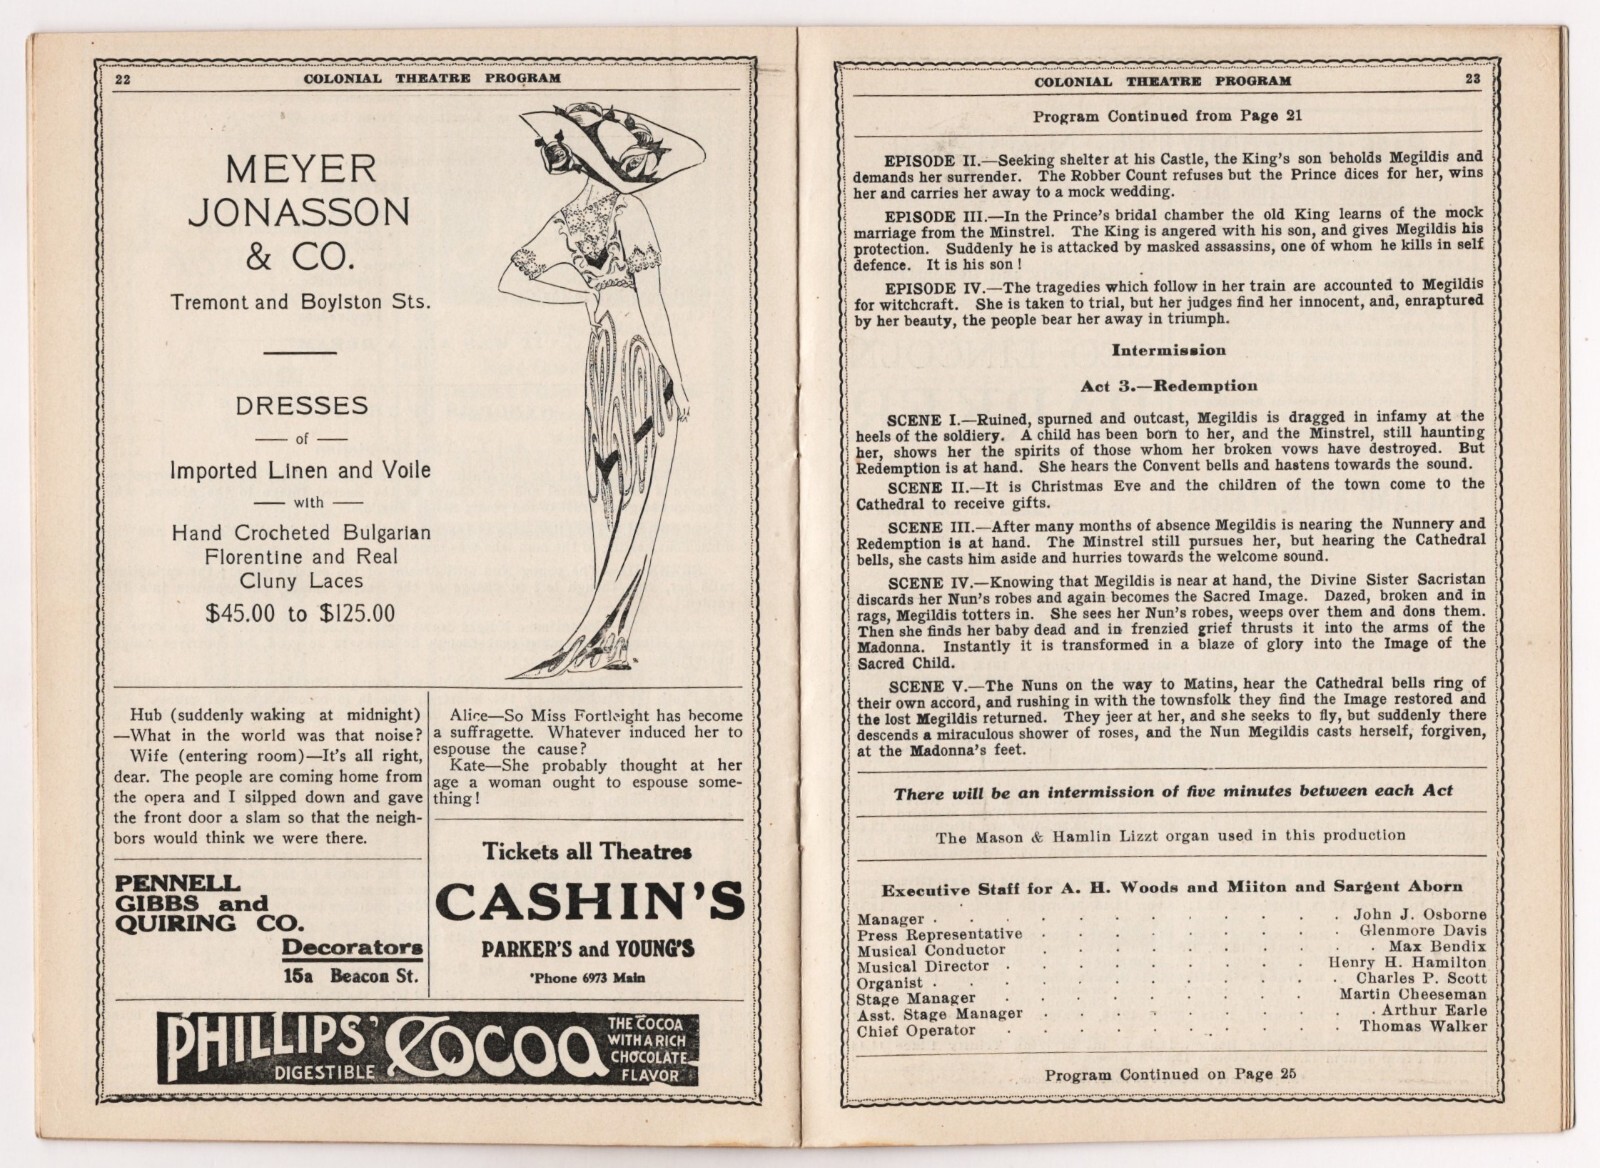 22
COLONIAL THEATRE PROGRAM
MEYER
JONASSON
& CO.
Tremont and Boylston Sts.
DRESSES
— of —
Imported Linen and Voile
— with —
Hand Crocheted Bulgarian
Florentine and Real
Cluny Laces
$45.00 to $125.00
Hub (suddenly waking at midnight)
—What in the world was that noise?
Wife (entering room)—It's all right,
dear. The people are coming home from
the opera and I silpped down and gave
the front door a slam so that the neigh-
bors would think we were there.
PENNELL
GIBBS and
QUIRING CO.
Decorators
15a Beacon St.
Alice—So Miss Fortleight has become
a suffragette. Whatever induced her to
espouse the cause?
Kate—She probably thought at her
age a woman ought to espouse some-
thing!
Tickets all Theatres
CASHIN'S
PARKER'S and YOUNG'S
'Phone 6973 Main
PHILLIPS' Cocoa
DIGESTIBLE
THE COCOA
WITH A RICH
CHOCOLATE
FLAVOR
COLONIAL THEATRE PROGRAM
23
Program Continued from Page 21
EPISODE II.—Seeking shelter at his Castle, the King's son beholds Megildis and
demands her surrender. The Robber Count refuses but the Prince dices for her, wins
her and carries her away to a mock wedding.
EPISODE III.—In the Prince's bridal chamber the old King learns of the mock
marriage from the Minstrel. The King is angered with his son, and gives Megildis his
protection. Suddenly he is attacked by masked assassins, one of whom he kills in self
defence. It is his son!
EPISODE IV.—The tragedies which follow in her train are accounted to Megildis
for witchcraft. She is taken to trial, but her judges find her innocent, and, enraptured
by her beauty, the people bear her away in triumph.
Intermission
Act 3.—Redemption
SCENE I.—Ruined, spurned and outcast, Megildis is dragged in infamy at the
heels of the soldiery. A child has been born to her, and the Minstrel, still haunting
her, shows her the spirits of those whom her broken vows have destroyed. But
Redemption is at hand. She hears the Convent bells and hastens towards the sound.
SCENE II.—It is Christmas Eve and the children of the town come to the
Cathedral to receive gifts.
SCENE III.—After many months of absence Megildis is nearing the Nunnery and
Redemption is at hand. The Minstrel still pursues her, but hearing the Cathedral
bells, she casts him aside and hurries towards the welcome sound.
SCENE IV.—Knowing that Megildis is near at hand, the Divine Sister Sacristan
discards her Nun's robes and again becomes the Sacred Image. Dazed, broken and in
rags, Megildis totters in. She sees her Nun's robes, weeps over them and dons them.
Then she finds her baby dead and in frenzied grief thrusts it into the arms of the
Madonna. Instantly it is transformed in a blaze of glory into the Image of the
Sacred Child.
SCENE V.—The Nuns on the way to Matins, hear the Cathedral bells ring of
their own accord, and rushing in with the townsfolk they find the Image restored and
the lost Megildis returned. They jeer at her, and she seeks to fly, but suddenly there
descends a miraculous shower of roses, and the Nun Megildis casts herself, forgiven,
at the Madonna's feet.
There will be an intermission of five minutes between each Act
The Mason & Hamlin Lizzt organ used in this production
Executive Staff for A. H. Woods and Miiton and Sargent Aborn
Manager . . . . . . . . . . . . John J. Osborne
Press Representative . . . . . . . . . Glenmore Davis
Musical Conductor . . . . . . . . . Max Bendix
Musical Director . . . . . . . . . Henry H. Hamilton
Organist . . . . . . . . . . . . Charles P. Scott
Stage Manager . . . . . . . . . Martin Cheeseman
Asst. Stage Manager . . . . . . . . . Arthur Earle
Chief Operator . . . . . . . . . Thomas Walker
Program Continued on Page 25